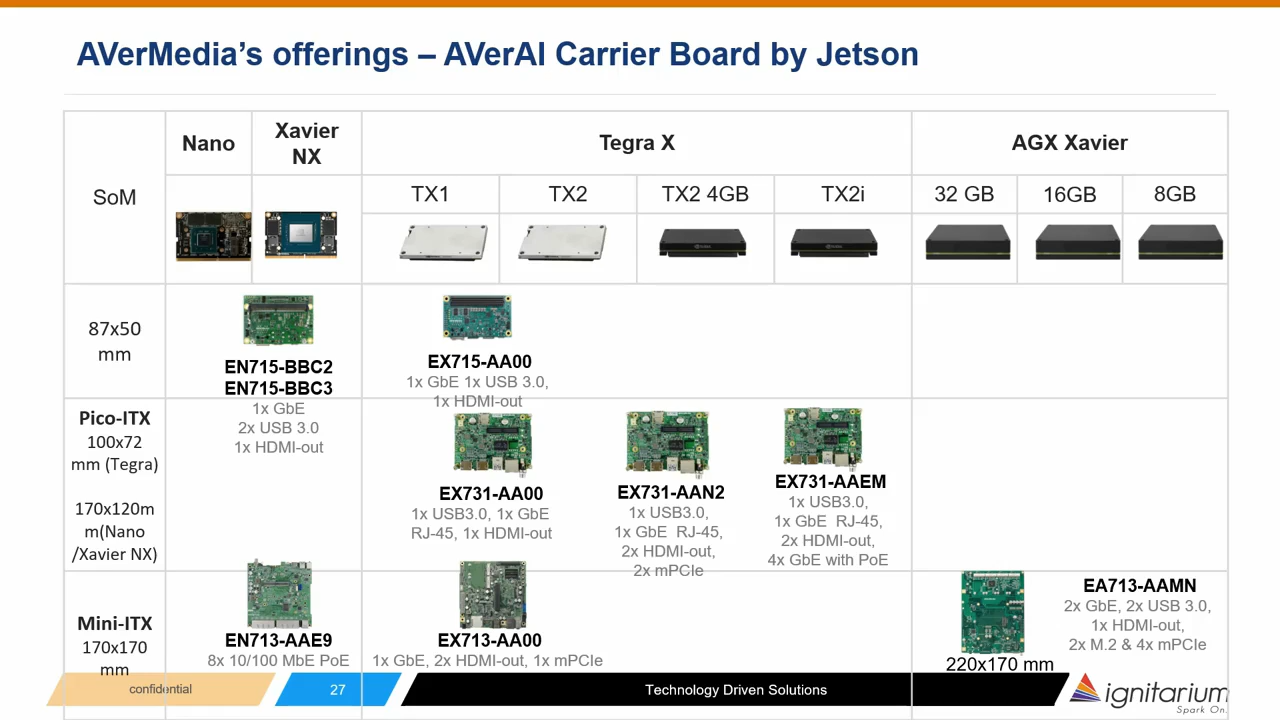 AVerMedia’s offerings – AVerAI Carrier Board by Jetson
SoM
Nano
Xavier
NX
Tegra X
AGX Xavier
TX1
TX2
TX2 4GB
TX2i
32 GB
16GB
8GB
87x50
mm
EN715-BBC2
EN715-BBC3
1x GbE
2x USB 3.0
1x HDMI-out
EX715-AA00
1x GbE 1x USB 3.0,
1x HDMI-out
Pico-ITX
100x72
mm (Tegra)
170x120m
m(Nano
/Xavier NX)
EX731-AA00
1x USB3.0, 1x GbE
RJ-45, 1x HDMI-out
EX731-AAN2
1x USB3.0,
1x GbE RJ-45,
2x HDMI-out,
2x mPCIe
EX731-AAEM
1x USB3.0,
1x GbE RJ-45,
2x HDMI-out,
4x GbE with PoE
Mini-ITX
170x170
mm
EN713-AAE9
8x 10/100 MbE PoE
EX713-AA00
1x GbE, 2x HDMI-out, 1x mPCIe
220x170 mm
EA713-AAMN
2x GbE, 2x USB 3.0,
1x HDMI-out,
2x M.2 & 4x mPCIe
confidential
27
Technology Driven Solutions
ignitarium
Spark On.